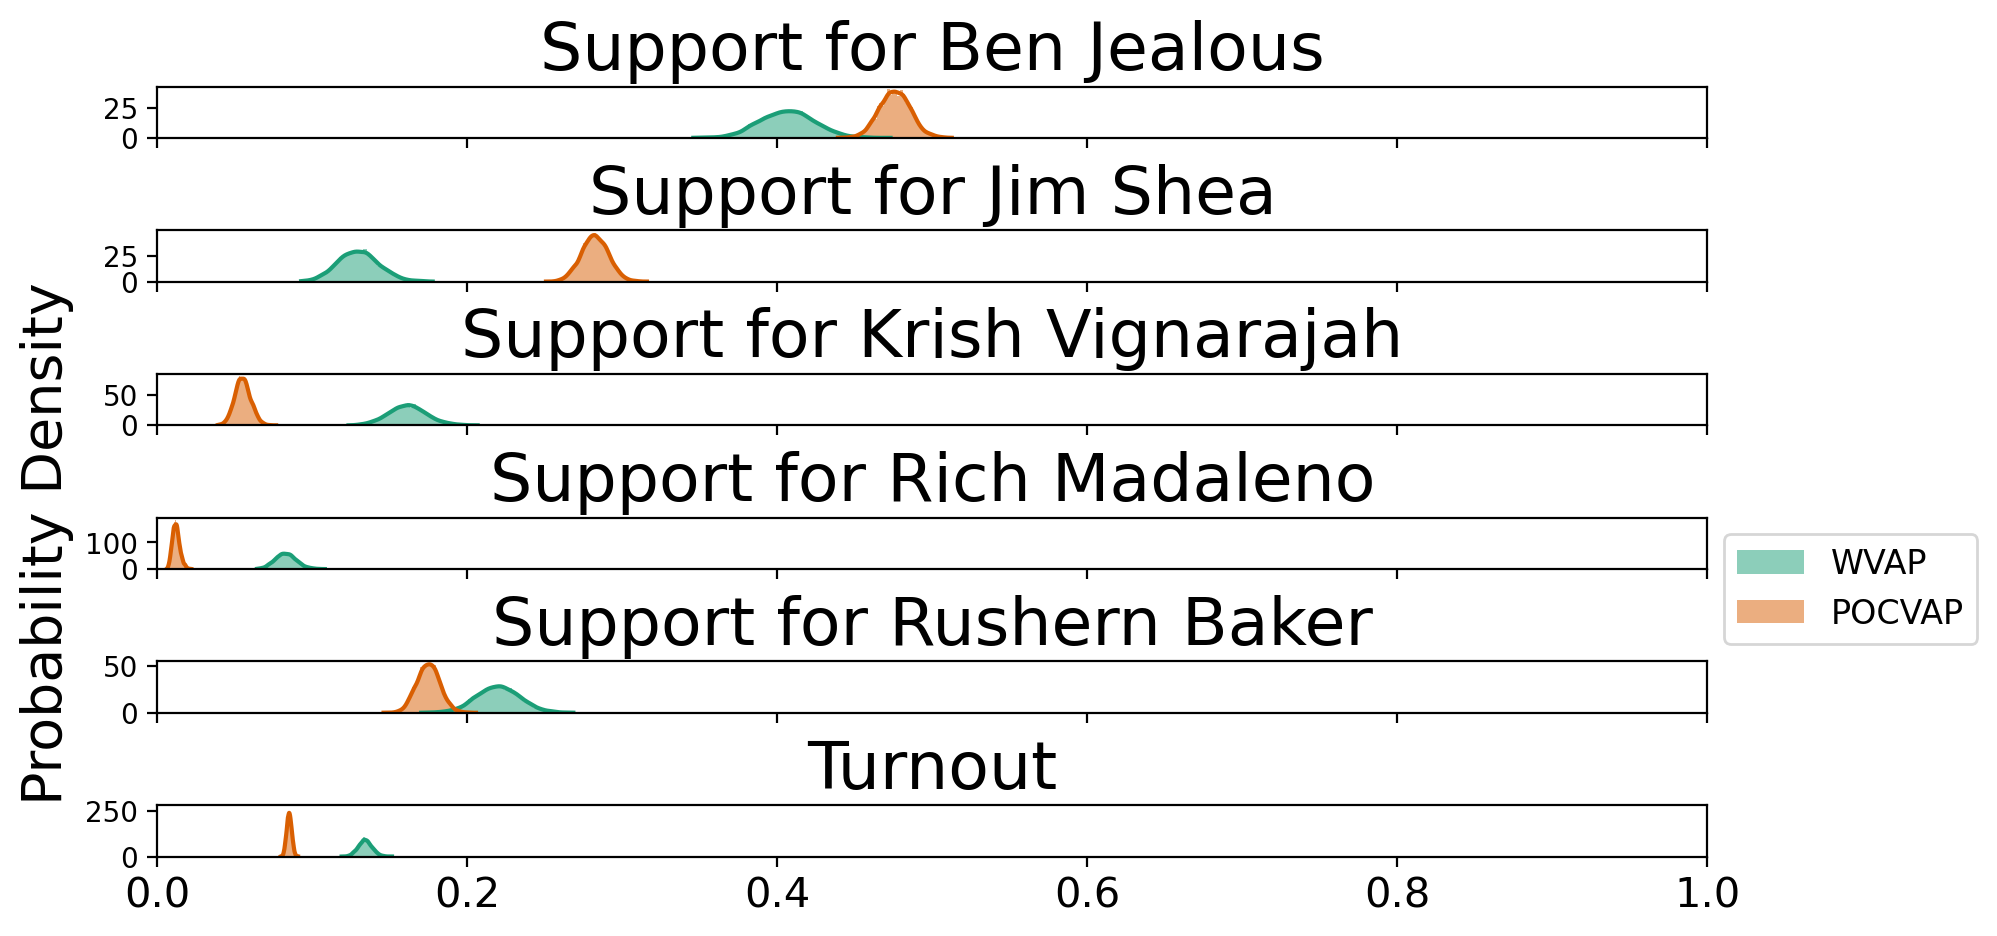 Support for Ben Jealous
25
0
Support for Jim Shea
25
0
Support for Krish Vignarajah
50
0
Support for Rich Madaleno
100
0
Support for Rushern Baker
50
0
Turnout
250
0
0.0 0.2 0.4 0.6 0.8 1.0
Probability Density
WVAP
POCVAP